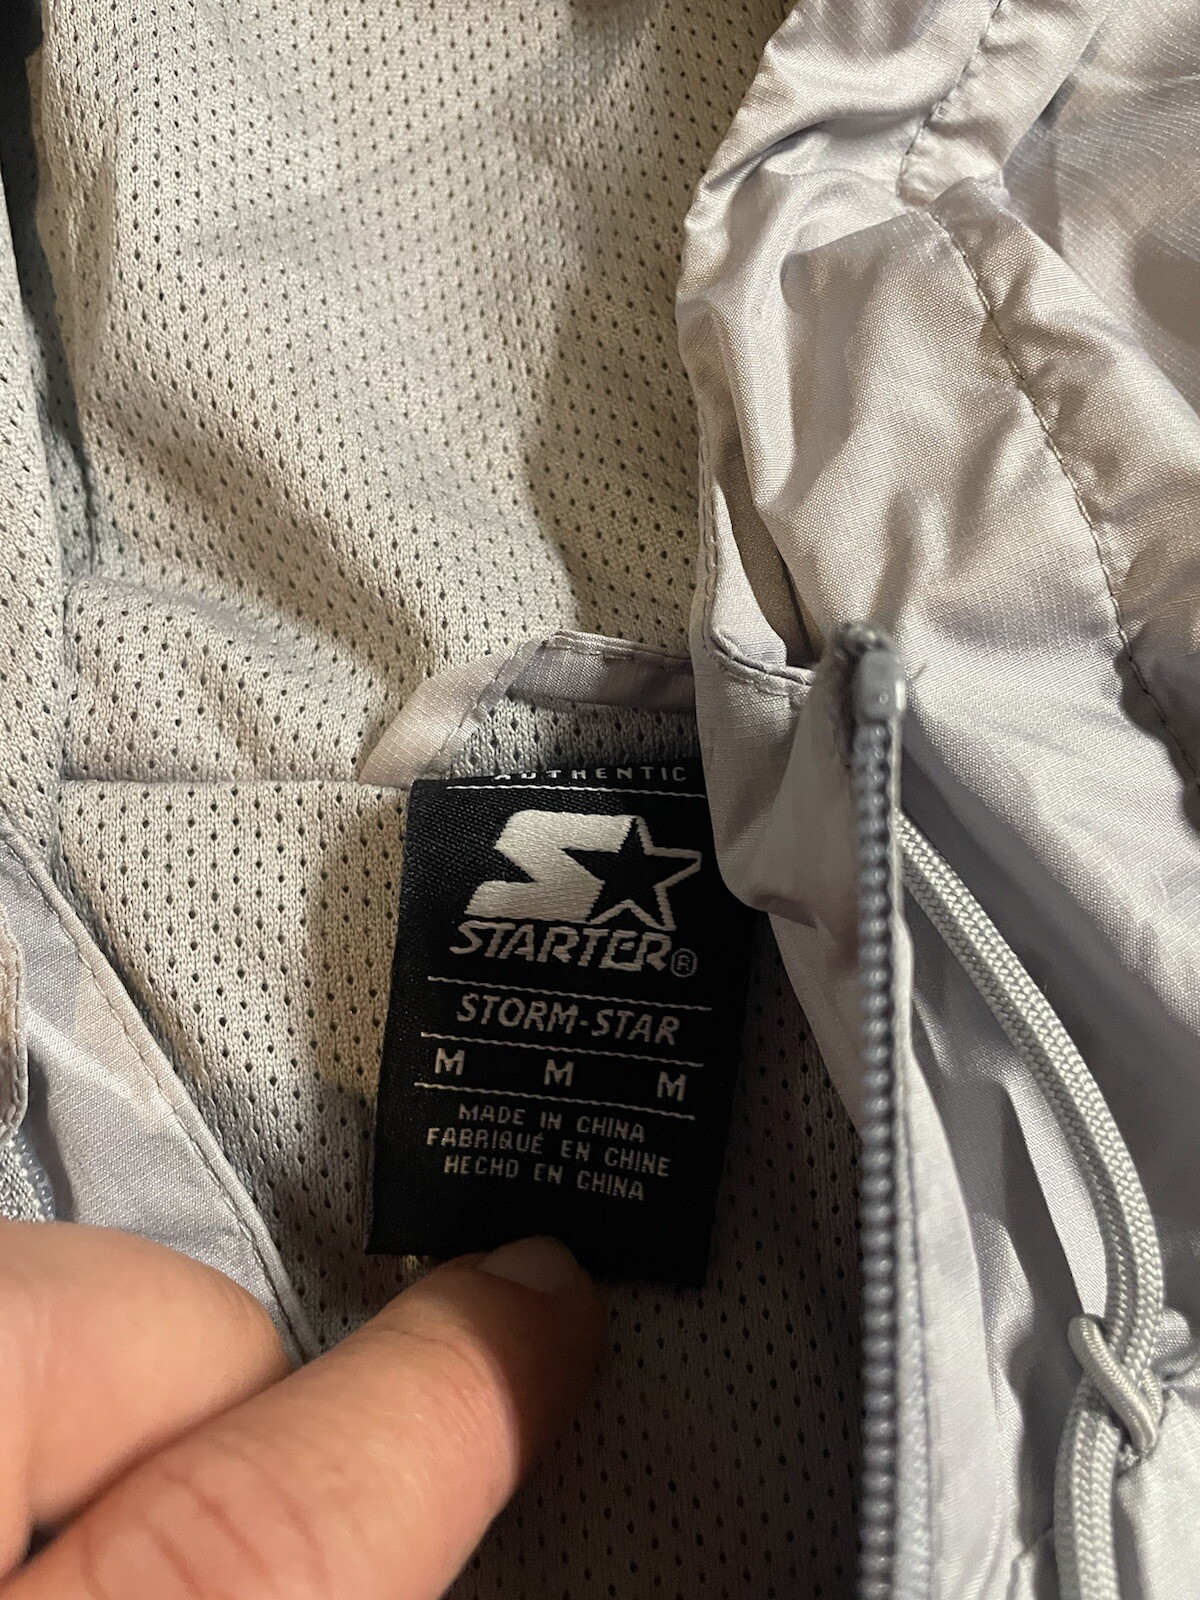 AUTHENTIC
STARTER®
STORM-STAR
M M M
MADE IN CHINA
FABRIQUÉ EN CHINE
HECHO EN CHINA